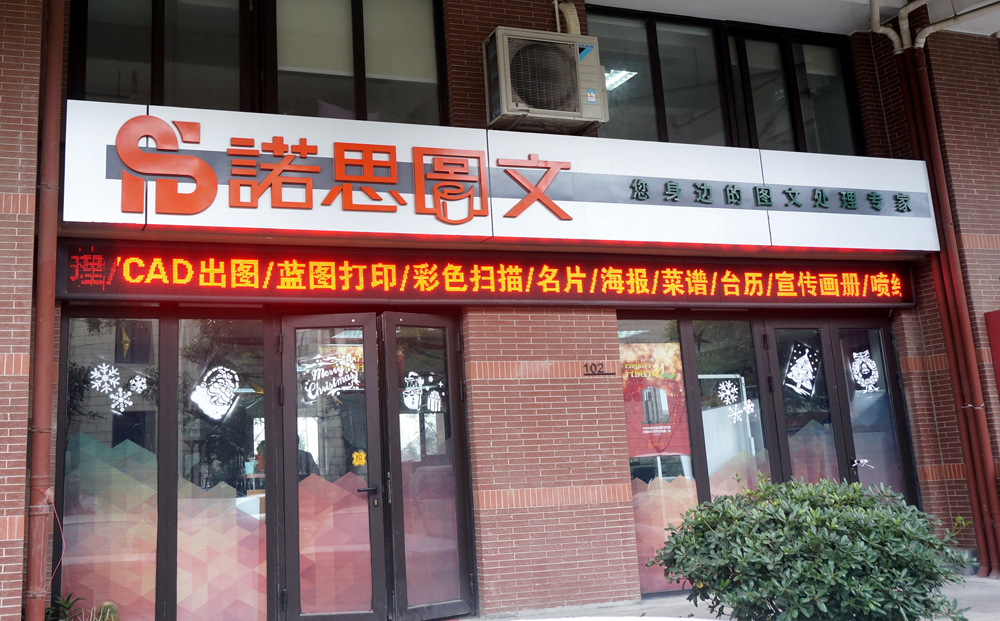 諾思圖文
您身边的图文处理专家
理/CAD出图/蓝图打印/彩色扫描/名片/海报/菜谱/台历/宣传画册/喷
102
Merry
Christmas